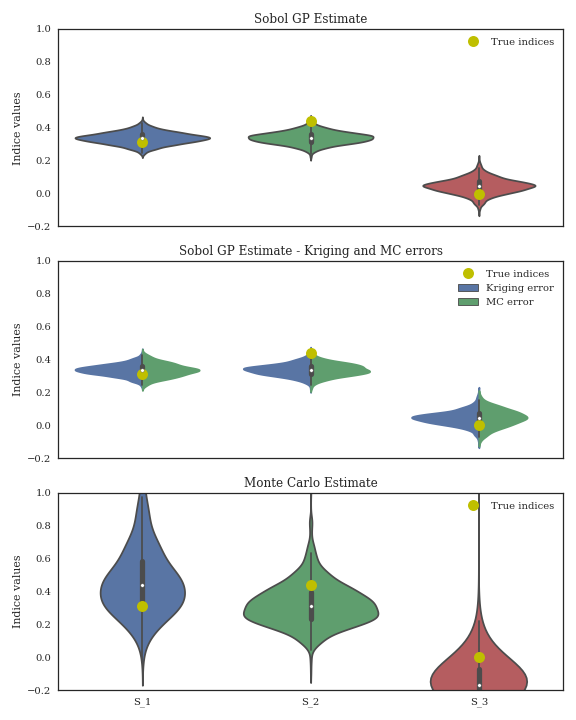 Sobol GP Estimate
1.0
0.8
0.6
0.4
0.2
0.0
−0.2
Indice values
True indices
Sobol GP Estimate - Kriging and MC errors
1.0
0.8
0.6
0.4
0.2
0.0
−0.2
Indice values
True indices
Kriging error
MC error
Monte Carlo Estimate
1.0
0.8
0.6
0.4
0.2
0.0
−0.2
Indice values
True indices
S_1
S_2
S_3